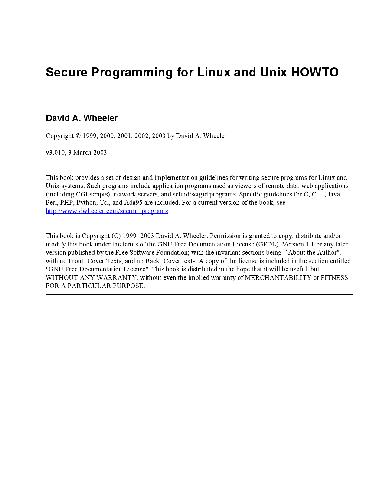 Secure Programming for Linux and Unix HOWTO
David A. Wheeler
Copyright © 1999, 2000, 2001, 2002, 2003 by David A. Wheeler
v3.010, 3 March 2003
This book provides a set of design and implementation guidelines for writing secure programs for Linux and
Unix systems. Such programs include application programs used as viewers of remote data, web applications
(including CGI scripts), network servers, and setuid/setgid programs. Specific guidelines for C, C++, Java,
Perl, PHP, Python, Tcl, and Ada95 are included. For a current version of the book, see
http://www.dwheeler.com/secure-programs
This book is Copyright (C) 1999-2003 David A. Wheeler. Permission is granted to copy, distribute and/or
modify this book under the terms of the GNU Free Documentation License (GFDL), Version 1.1 or any later
version published by the Free Software Foundation; with the invariant sections being "About the Author",
with no Front-Cover Texts, and no Back-Cover texts. A copy of the license is included in the section entitled
"GNU Free Documentation License". This book is distributed in the hope that it will be useful, but
WITHOUT ANY WARRANTY; without even the implied warranty of MERCHANTABILITY or FITNESS
FOR A PARTICULAR PURPOSE.